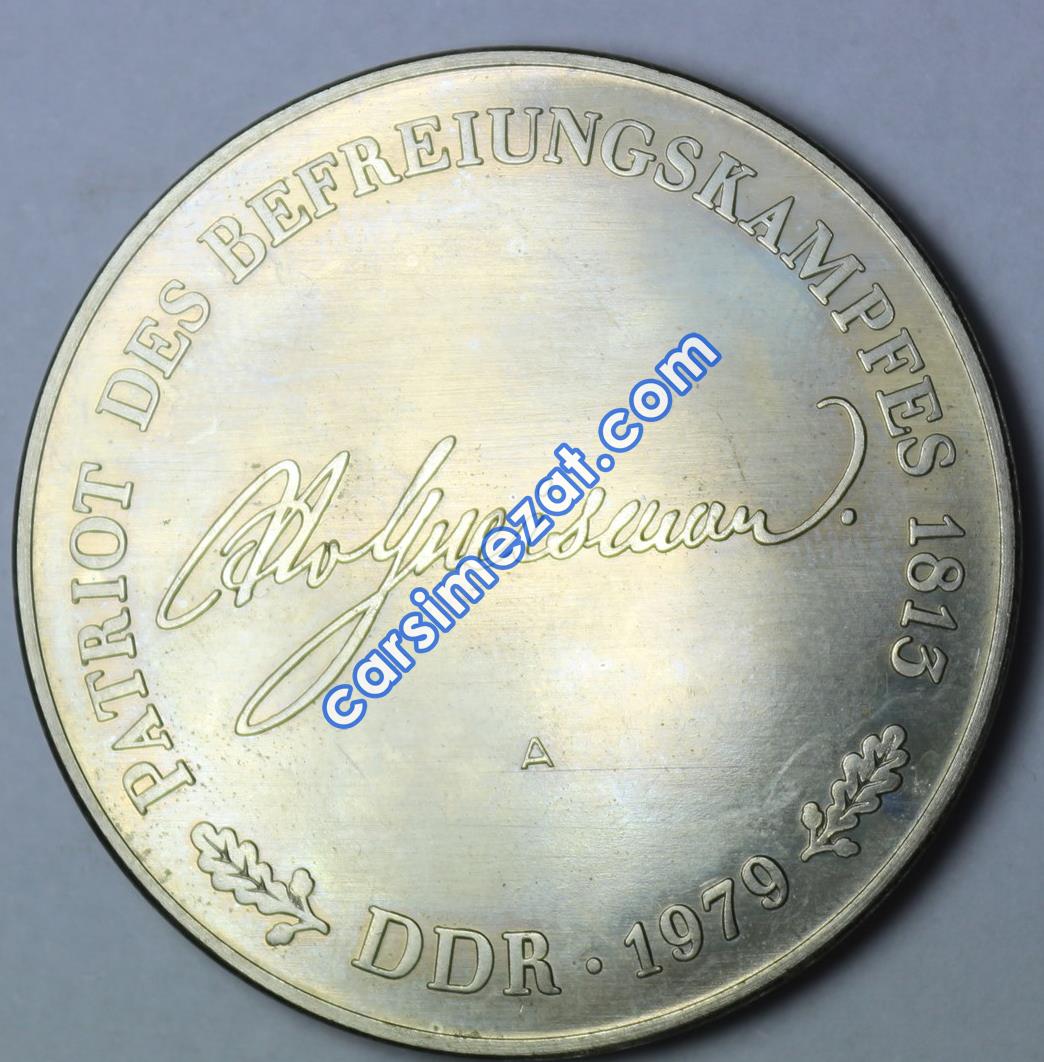 PATRIOT DES BEFREIUNGSKAMPFES 1813
carsimezat.com
A
DDR · 1979